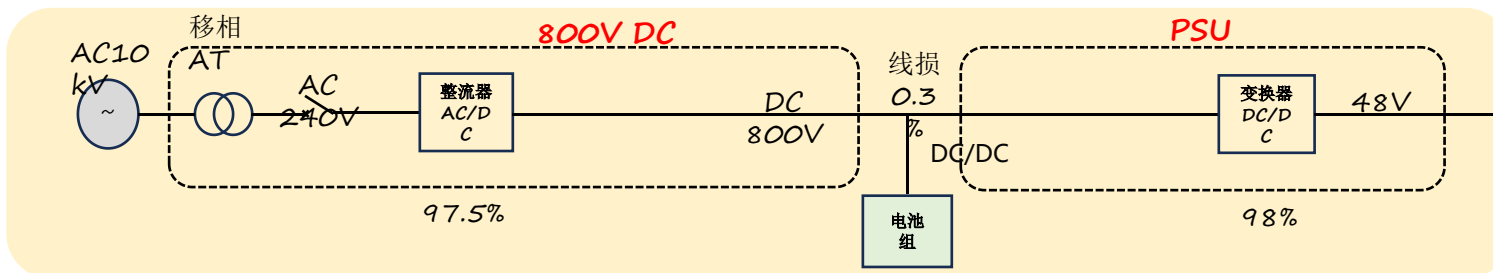 移相
AT
800V DC
PSU
AC10
kV
~
AC
240V
整流器
AC/D
C
DC
800V
线损
0.3
%
DC/DC
电池
组
变换器
DC/D
C
48V
97.5%
98%